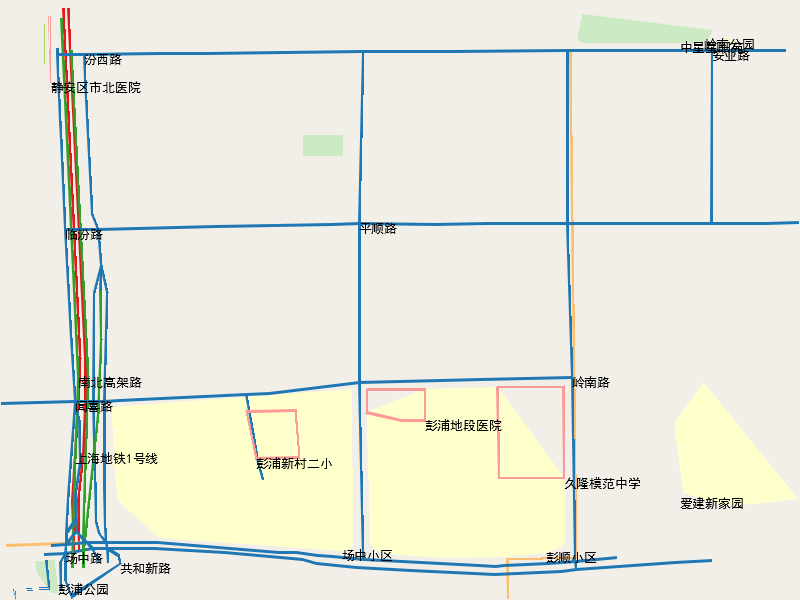 岭南公园
安业路
汾西路
静安区市北医院
临汾路
平顺路
南北高架路
岭南路
闻喜路
彭浦地段医院
上海地铁1号线
彭浦新村二小
久隆模范中学
爱建新家园
场中路
场中小区
彭顺小区
共和新路
彭浦公园